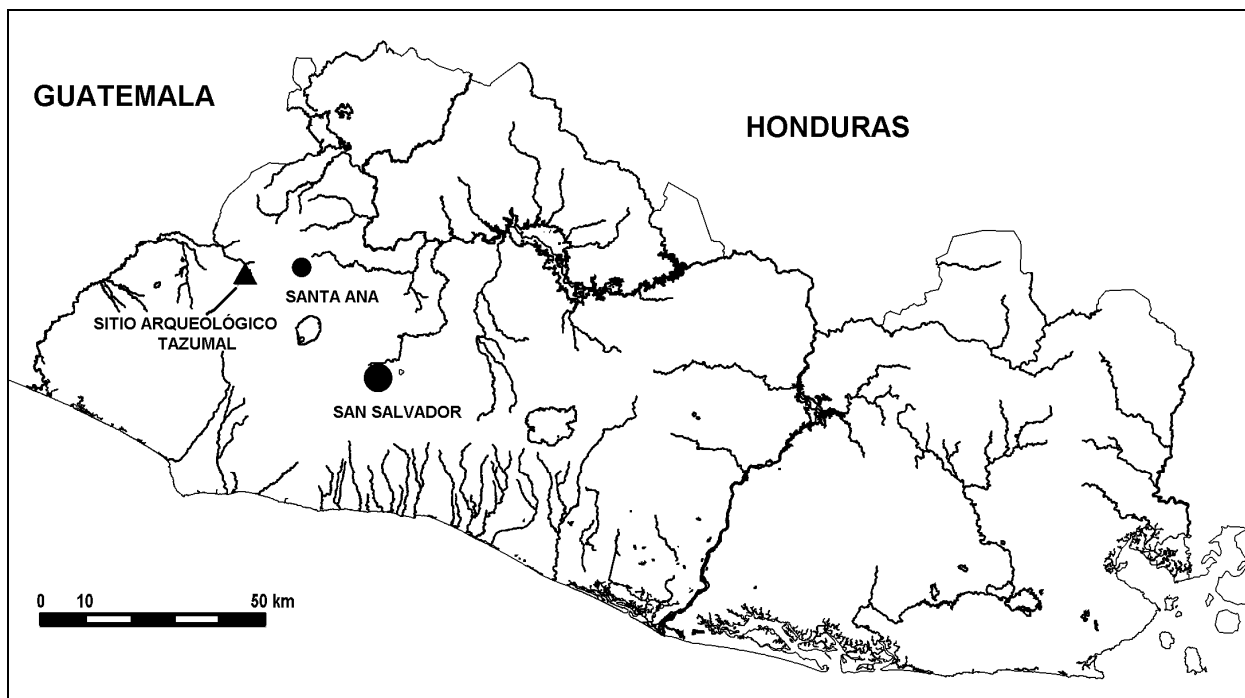 GUATEMALA
HONDURAS
SANTA ANA
SITIO ARQUEOLÓGICO
TAZUMAL
SAN SALVADOR
0 10 50 km